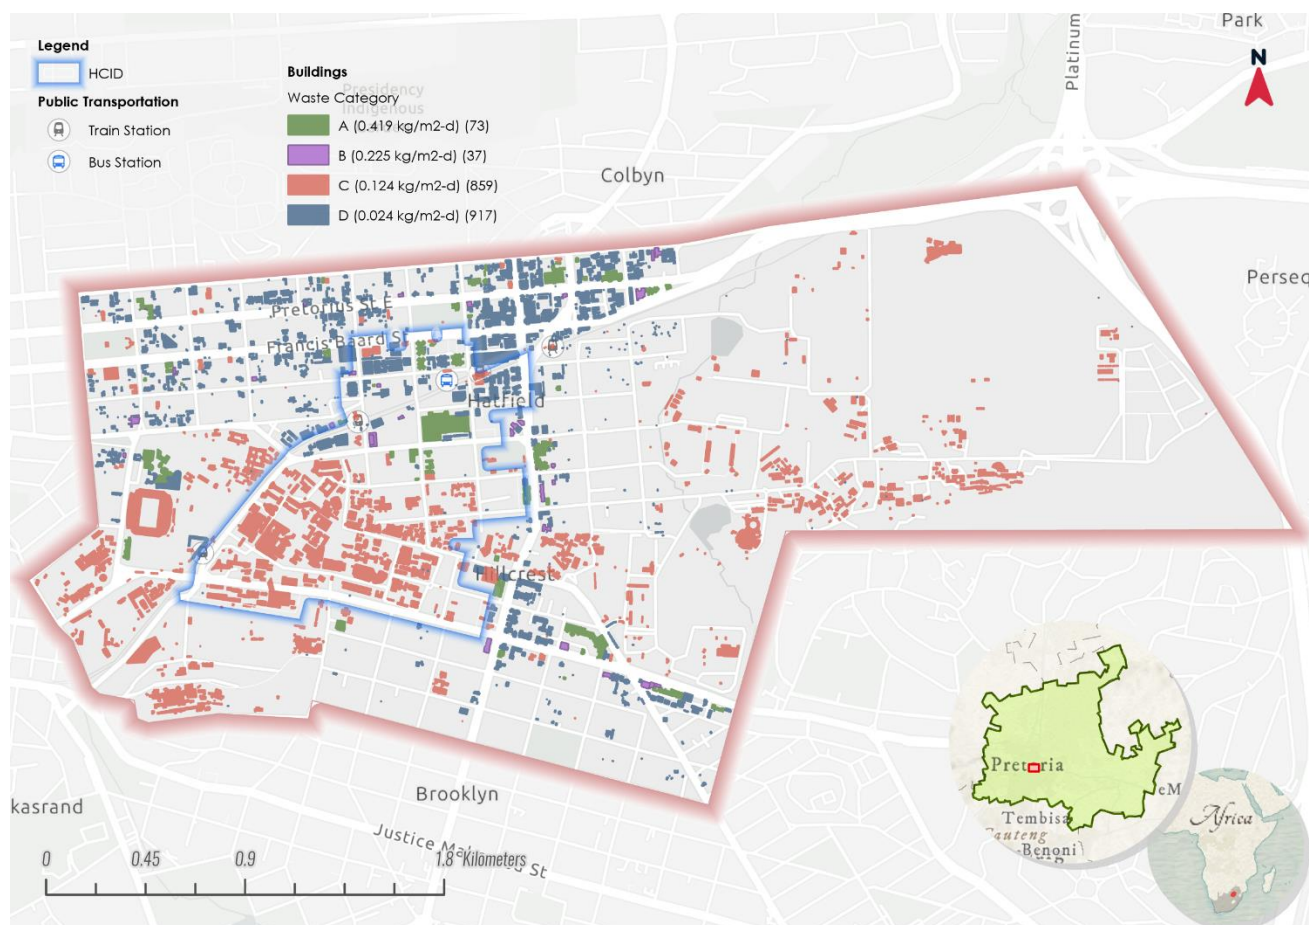 Legend
HCID
Public Transportation
Train Station
Bus Station
Buildings
Presidency
Waste Category
A (0.419 kg/m2-d) (73)
B (0.225 kg/m2-d) (37)
C (0.124 kg/m2-d) (859)
D (0.024 kg/m2-d) (917)
Platinum
Park
N
Colbyn
Perseq
Pretorius St E
Francis Baard St
Hatfield
Hillcrest
Brooklyn
kasrand
0 0.45 0.9 1.8 Kilometers
Pretoria
eM
Tembisa
Gauteng
Benoni
Africa